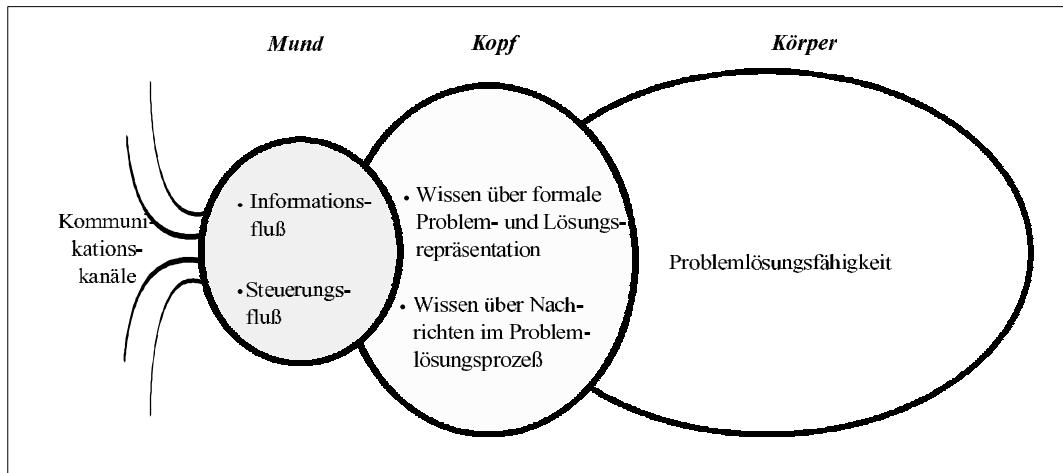 Mund
Kopf
Körper
Kommuni-
kations-
kanäle
• Informations-
fluß
• Steuerungs-
fluß
• Wissen über formale
Problem- und Lösungs-
repräsentation
• Wissen über Nach-
richten im Problem-
lösungsprozeß
Problemlösungsfähigkeit